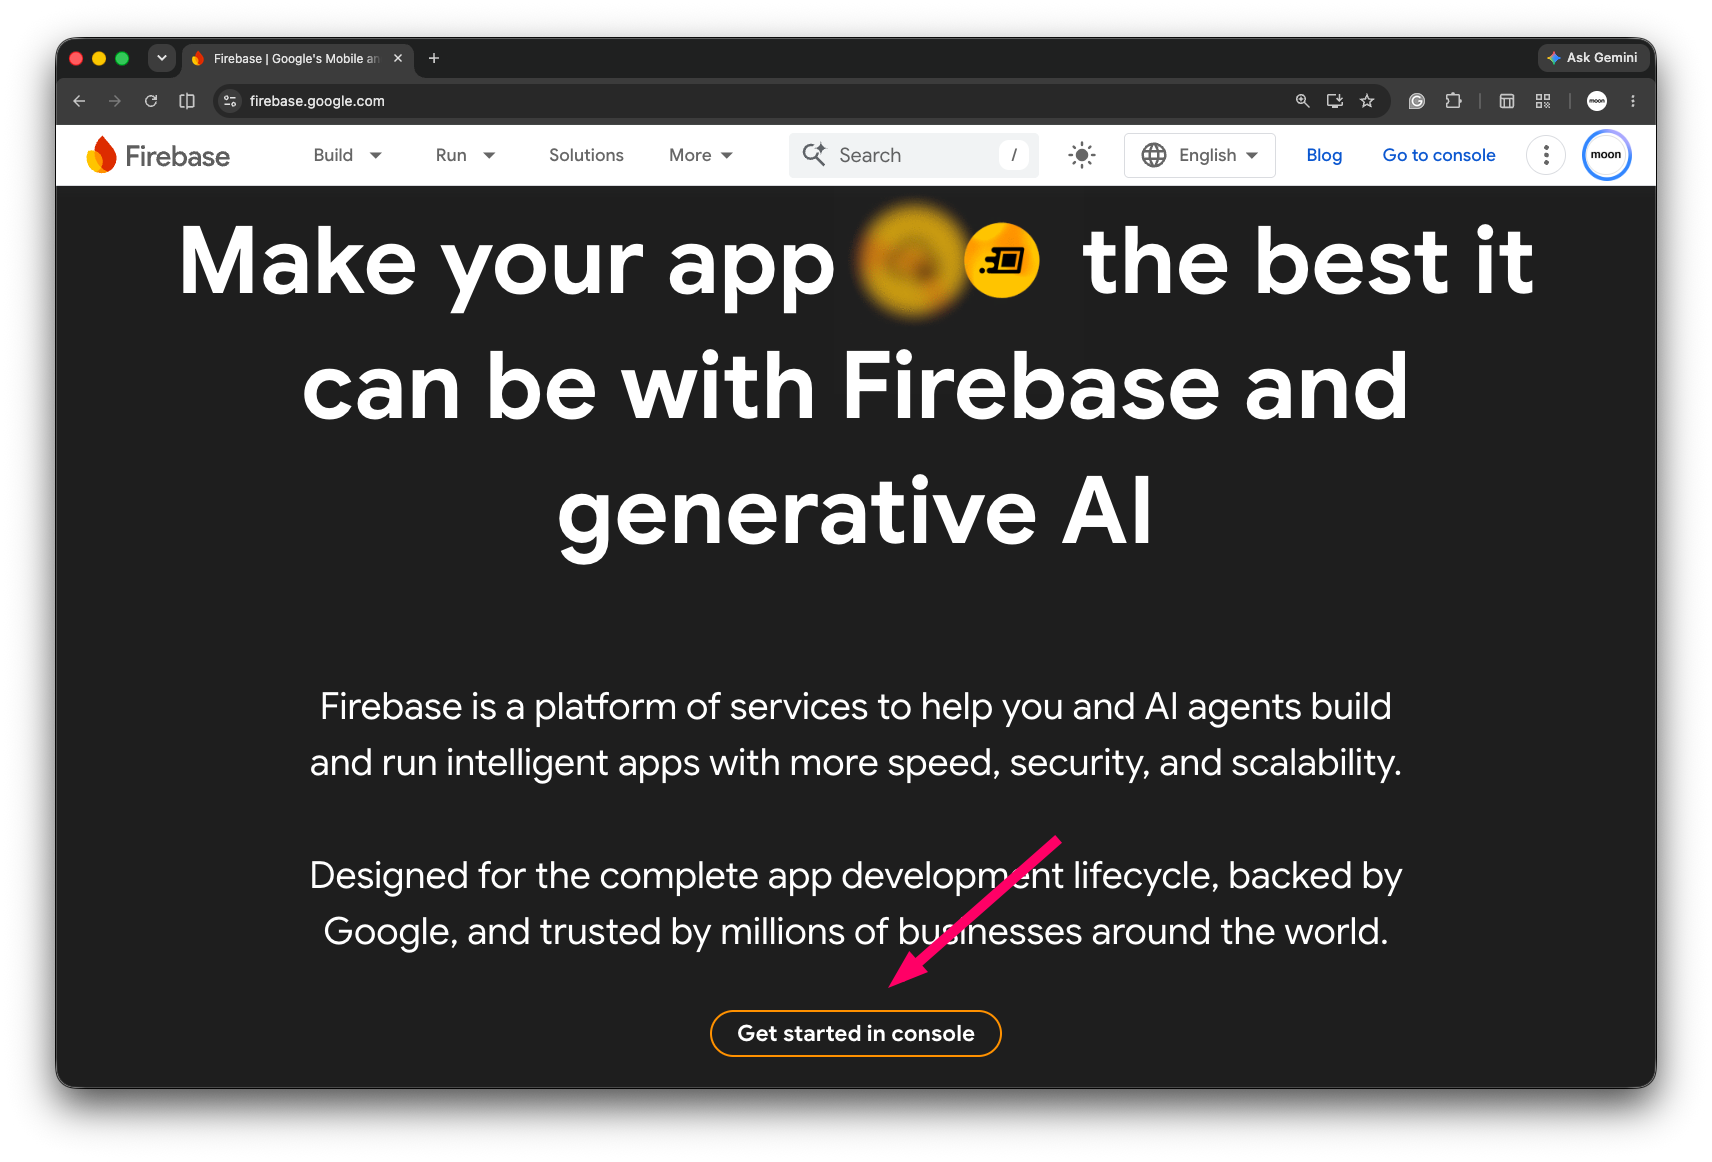 Firebase | Google's Mobile an
Ask Gemini
firebase.google.com
moon
Firebase
Build
Run
Solutions
More
Search
/
English
Blog
Go to console
moon
Make your app the best it
can be with Firebase and
generative AI
Firebase is a platform of services to help you and AI agents build
and run intelligent apps with more speed, security, and scalability.
Designed for the complete app development lifecycle, backed by
Google, and trusted by millions of businesses around the world.
Get started in console